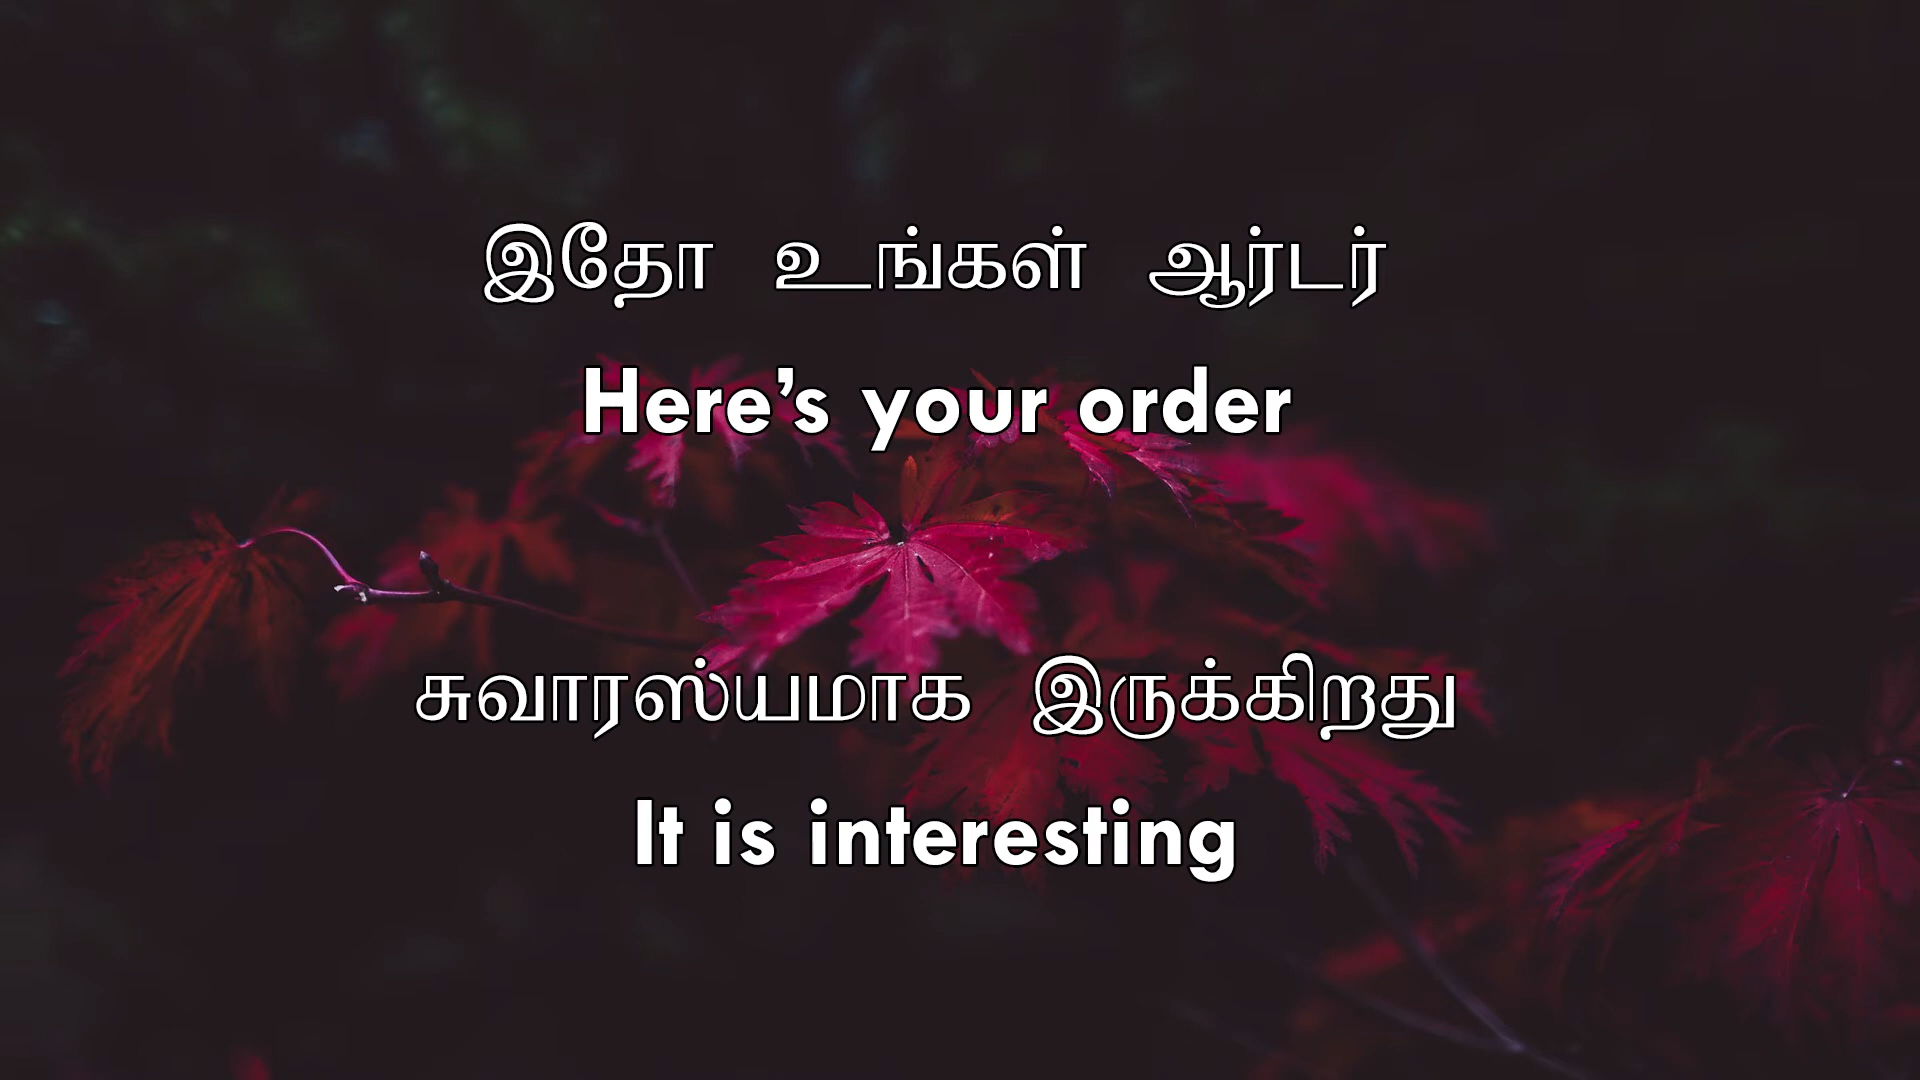 இதோ உங்கள் ஆர்டர்
Here’s your order
சுவாரஸ்யமாக இருக்கிறது
It is interesting